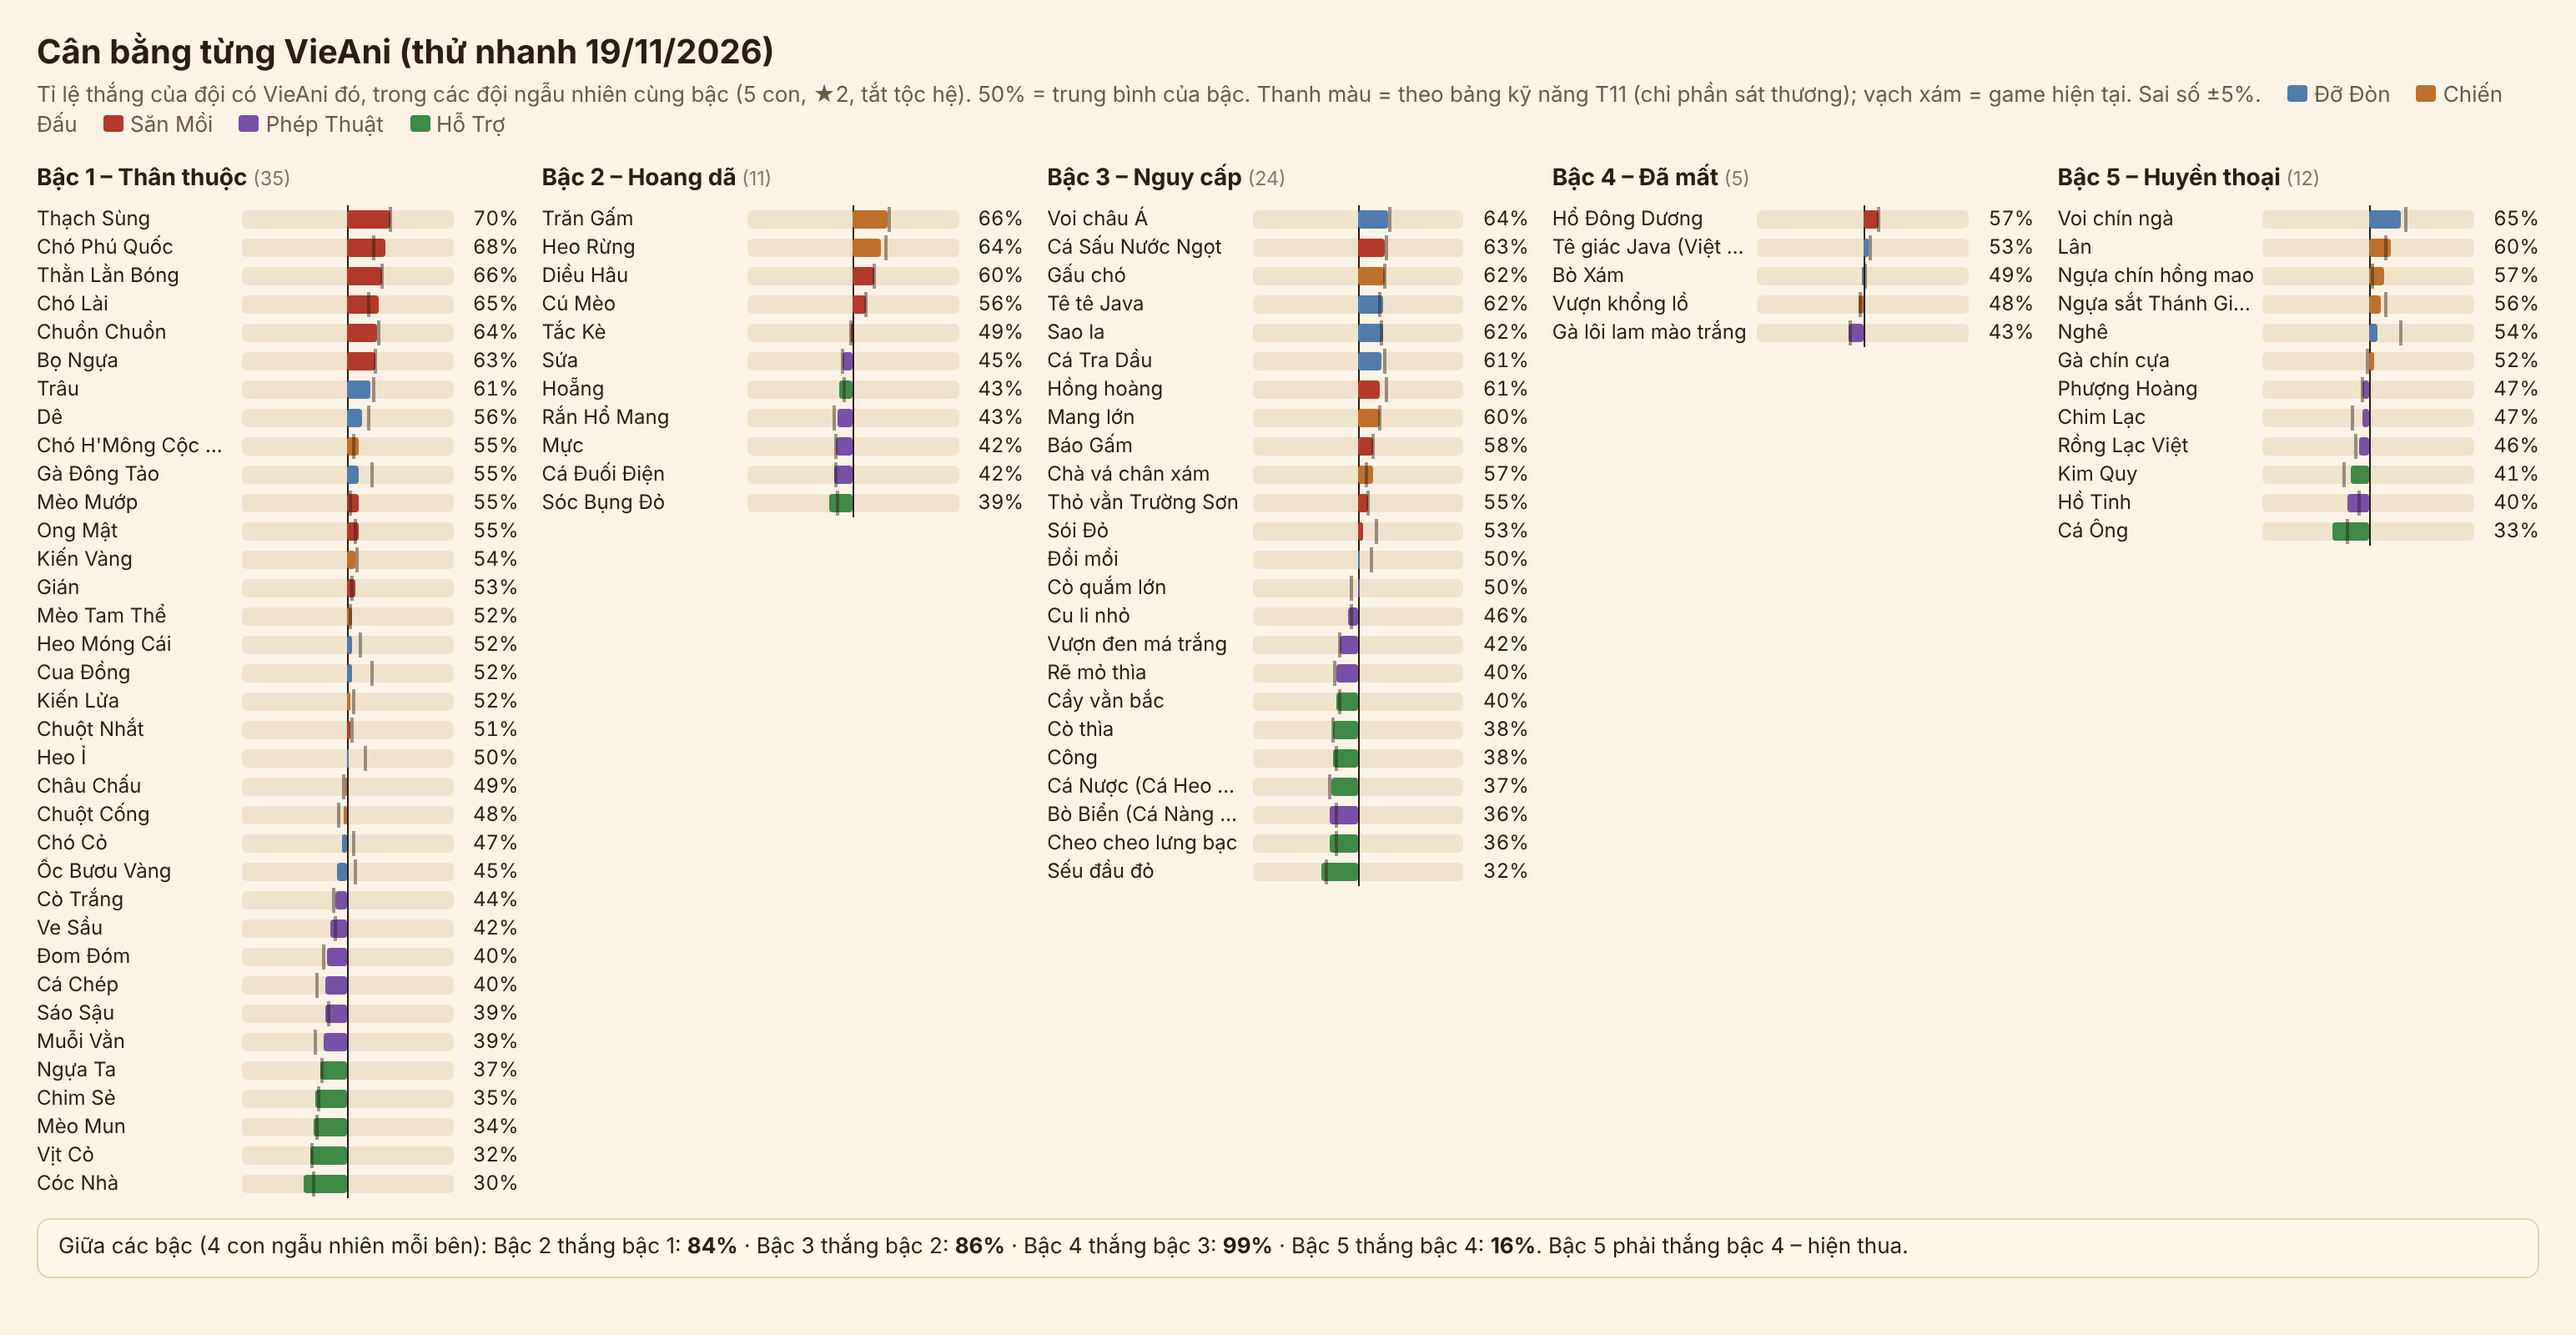 Cân bằng từng VieAni (thử nhanh 19/11/2026)
Tỉ lệ thắng của đội có VieAni đó, trong các đội ngẫu nhiên cùng bậc (5 con, ★2, tắt tộc hệ). 50% = trung bình của bậc. Thanh màu = theo bảng kỹ năng T11 (chỉ phần sát thương); vạch xám = game hiện tại. Sai số ±5%. Đỡ Đòn Chiến
Đấu Săn Mồi Phép Thuật Hỗ Trợ
Bậc 1 – Thân thuộc (35)
Thạch Sùng 70%
Chó Phú Quốc 68%
Thằn Lằn Bóng 66%
Chó Lài 65%
Chuồn Chuồn 64%
Bọ Ngựa 63%
Trâu 61%
Dê 56%
Chó H'Mông Cộc ... 55%
Gà Đông Tảo 55%
Mèo Mướp 55%
Ong Mật 55%
Kiến Vàng 54%
Gián 53%
Mèo Tam Thể 52%
Heo Móng Cái 52%
Cua Đồng 52%
Kiến Lửa 52%
Chuột Nhắt 51%
Heo Ỉ 50%
Châu Chấu 49%
Chuột Cống 48%
Chó Cỏ 47%
Ốc Bươu Vàng 45%
Cò Trắng 44%
Ve Sầu 42%
Đom Đóm 40%
Cá Chép 40%
Sáo Sậu 39%
Muỗi Vằn 39%
Ngựa Ta 37%
Chim Sẻ 35%
Mèo Mun 34%
Vịt Cỏ 32%
Cóc Nhà 30%
Bậc 2 – Hoang dã (11)
Trăn Gấm 66%
Heo Rừng 64%
Diều Hâu 60%
Cú Mèo 56%
Tắc Kè 49%
Sứa 45%
Hoẵng 43%
Rắn Hổ Mang 43%
Mực 42%
Cá Đuối Điện 42%
Sóc Bụng Đỏ 39%
Bậc 3 – Nguy cấp (24)
Voi châu Á 64%
Cá Sấu Nước Ngọt 63%
Gấu chó 62%
Tê tê Java 62%
Sao la 62%
Cá Tra Dầu 61%
Hồng hoàng 61%
Mang lớn 60%
Báo Gấm 58%
Chà vá chân xám 57%
Thỏ vằn Trường Sơn 55%
Sói Đỏ 53%
Đồi mồi 50%
Cò quắm lớn 50%
Cu li nhỏ 46%
Vượn đen má trắng 42%
Rẽ mỏ thìa 40%
Cầy vằn bắc 40%
Cò thìa 38%
Công 38%
Cá Nược (Cá Heo ... 37%
Bò Biển (Cá Nàng ... 36%
Cheo cheo lưng bạc 36%
Sếu đầu đỏ 32%
Bậc 4 – Đã mất (5)
Hổ Đông Dương 57%
Tê giác Java (Việt ... 53%
Bò Xám 49%
Vượn khổng lồ 48%
Gà lôi lam mào trắng 43%
Bậc 5 – Huyền thoại (12)
Voi chín ngà 65%
Lân 60%
Ngựa chín hồng mao 57%
Ngựa sắt Thánh Gi... 56%
Nghê 54%
Gà chín cựa 52%
Phượng Hoàng 47%
Chim Lạc 47%
Rồng Lạc Việt 46%
Kim Quy 41%
Hồ Tinh 40%
Cá Ông 33%
Giữa các bậc (4 con ngẫu nhiên mỗi bên): Bậc 2 thắng bậc 1: 84% · Bậc 3 thắng bậc 2: 86% · Bậc 4 thắng bậc 3: 99% · Bậc 5 thắng bậc 4: 16%. Bậc 5 phải thắng bậc 4 – hiện thua.